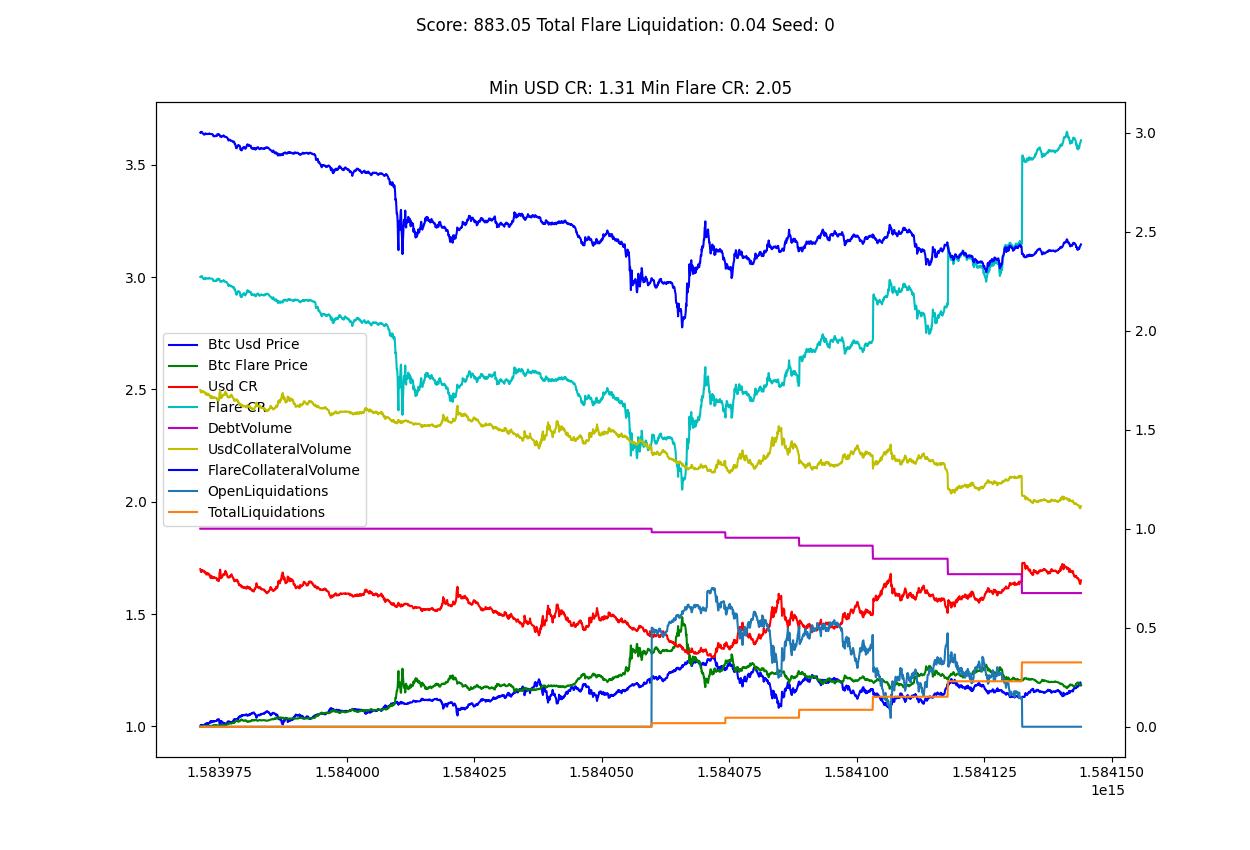 Score: 883.05 Total Flare Liquidation: 0.04 Seed: 0
Min USD CR: 1.31 Min Flare CR: 2.05
3.5
3.0
2.5
2.0
1.5
1.0
3.0
2.5
2.0
1.5
1.0
0.5
0.0
Btc Usd Price
Btc Flare Price
Usd CR
Flare CR
DebtVolume
UsdCollateralVolume
FlareCollateralVolume
OpenLiquidations
TotalLiquidations
1.583975 1.584000 1.584025 1.584050 1.584075 1.584100 1.584125 1.584150
1e15